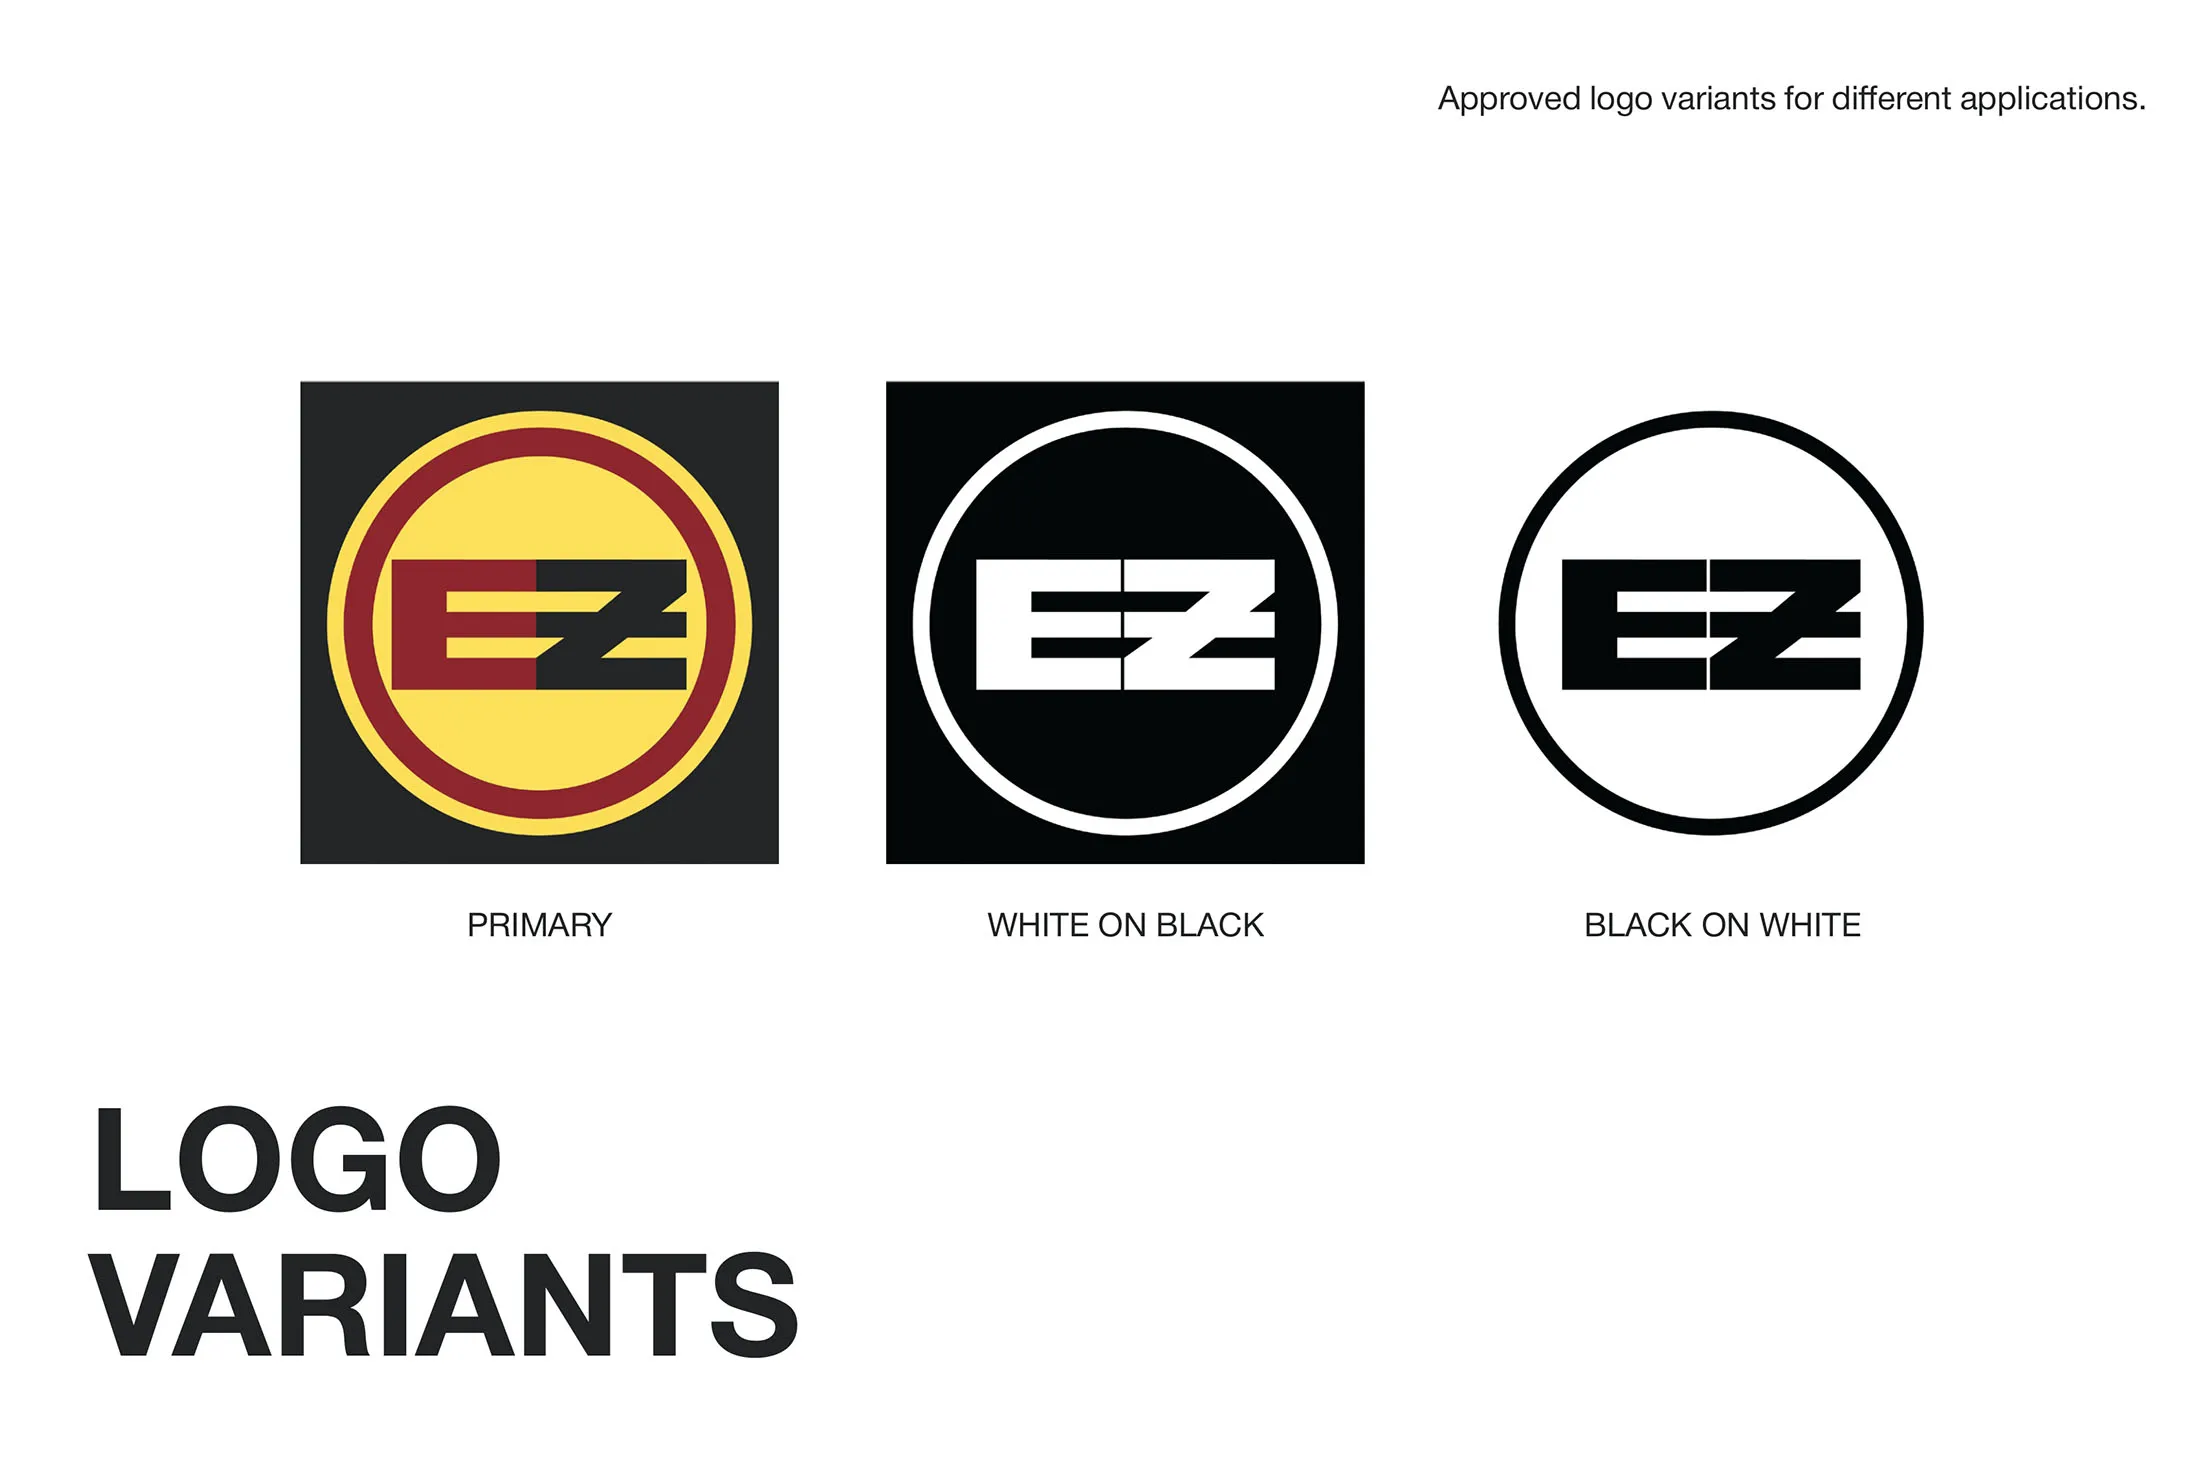 Approved logo variants for different applications.
EZ
EZ
EZ
PRIMARY
WHITE ON BLACK
BLACK ON WHITE
LOGO
VARIANTS